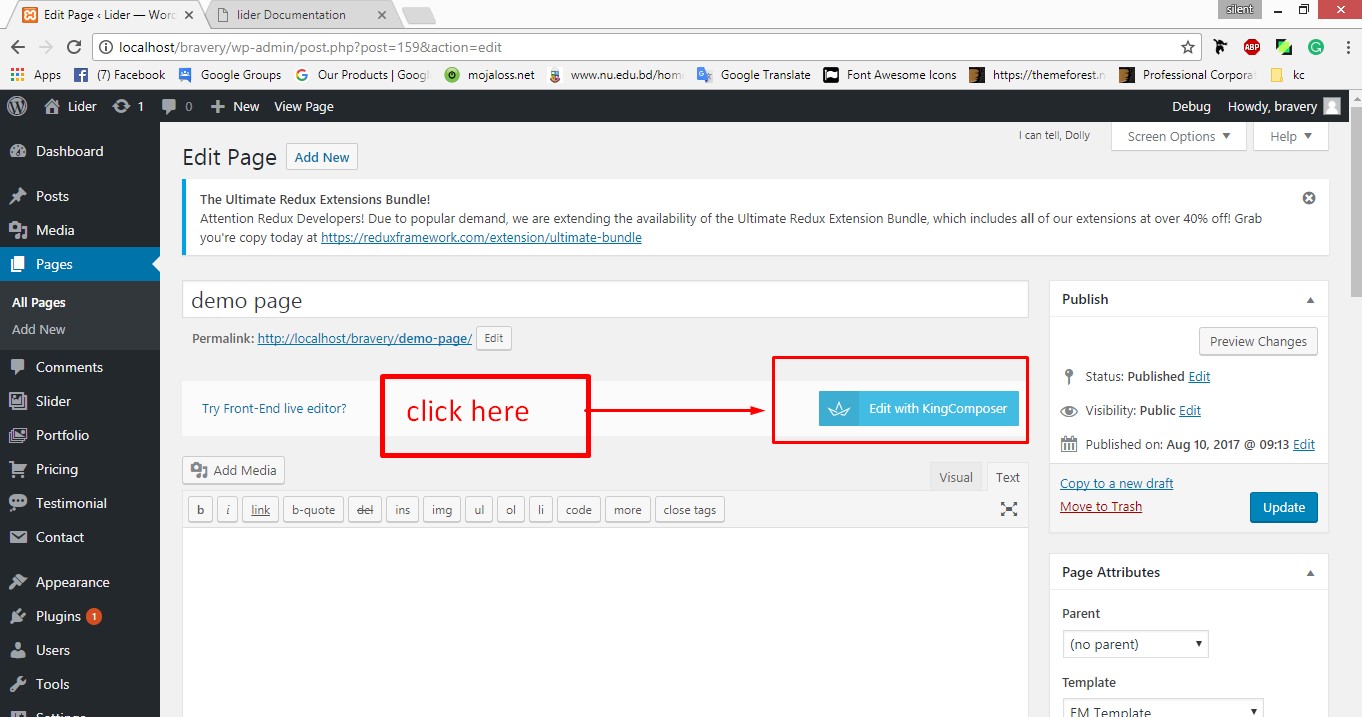 Edit Page ‹ Lider — Wor
lider Documentation
silent
localhost/bravery/wp-admin/post.php?post=159&action=edit
ABP
Apps
(7) Facebook
Google Groups
Our Products | Googl
mojaloss.net
www.nu.edu.bd/hom
Google Translate
Font Awesome Icons
https://themeforest.n
Professional Corpora
kc
Lider
1
0
New
View Page
Debug
Howdy, bravery
Dashboard
Posts
Media
Pages
All Pages
Add New
Comments
Slider
Portfolio
Pricing
Testimonial
Contact
Appearance
Plugins 1
Users
Tools
Settings
I can tell, Dolly
Screen Options
Help
Edit Page
Add New
The Ultimate Redux Extensions Bundle!
Attention Redux Developers! Due to popular demand, we are extending the availability of the Ultimate Redux Extension Bundle, which includes all of our extensions at over 40% off! Grab
you're copy today at https://reduxframework.com/extension/ultimate-bundle
demo page
Permalink: http://localhost/bravery/demo-page/ Edit
Try Front-End live editor?
click here
Edit with KingComposer
Add Media
Visual
Text
b
i
link
b-quote
del
ins
img
ul
ol
li
code
more
close tags
Publish
Preview Changes
Status: Published Edit
Visibility: Public Edit
Published on: Aug 10, 2017 @ 09:13 Edit
Copy to a new draft
Move to Trash
Update
Page Attributes
Parent
(no parent)
Template
FM Template